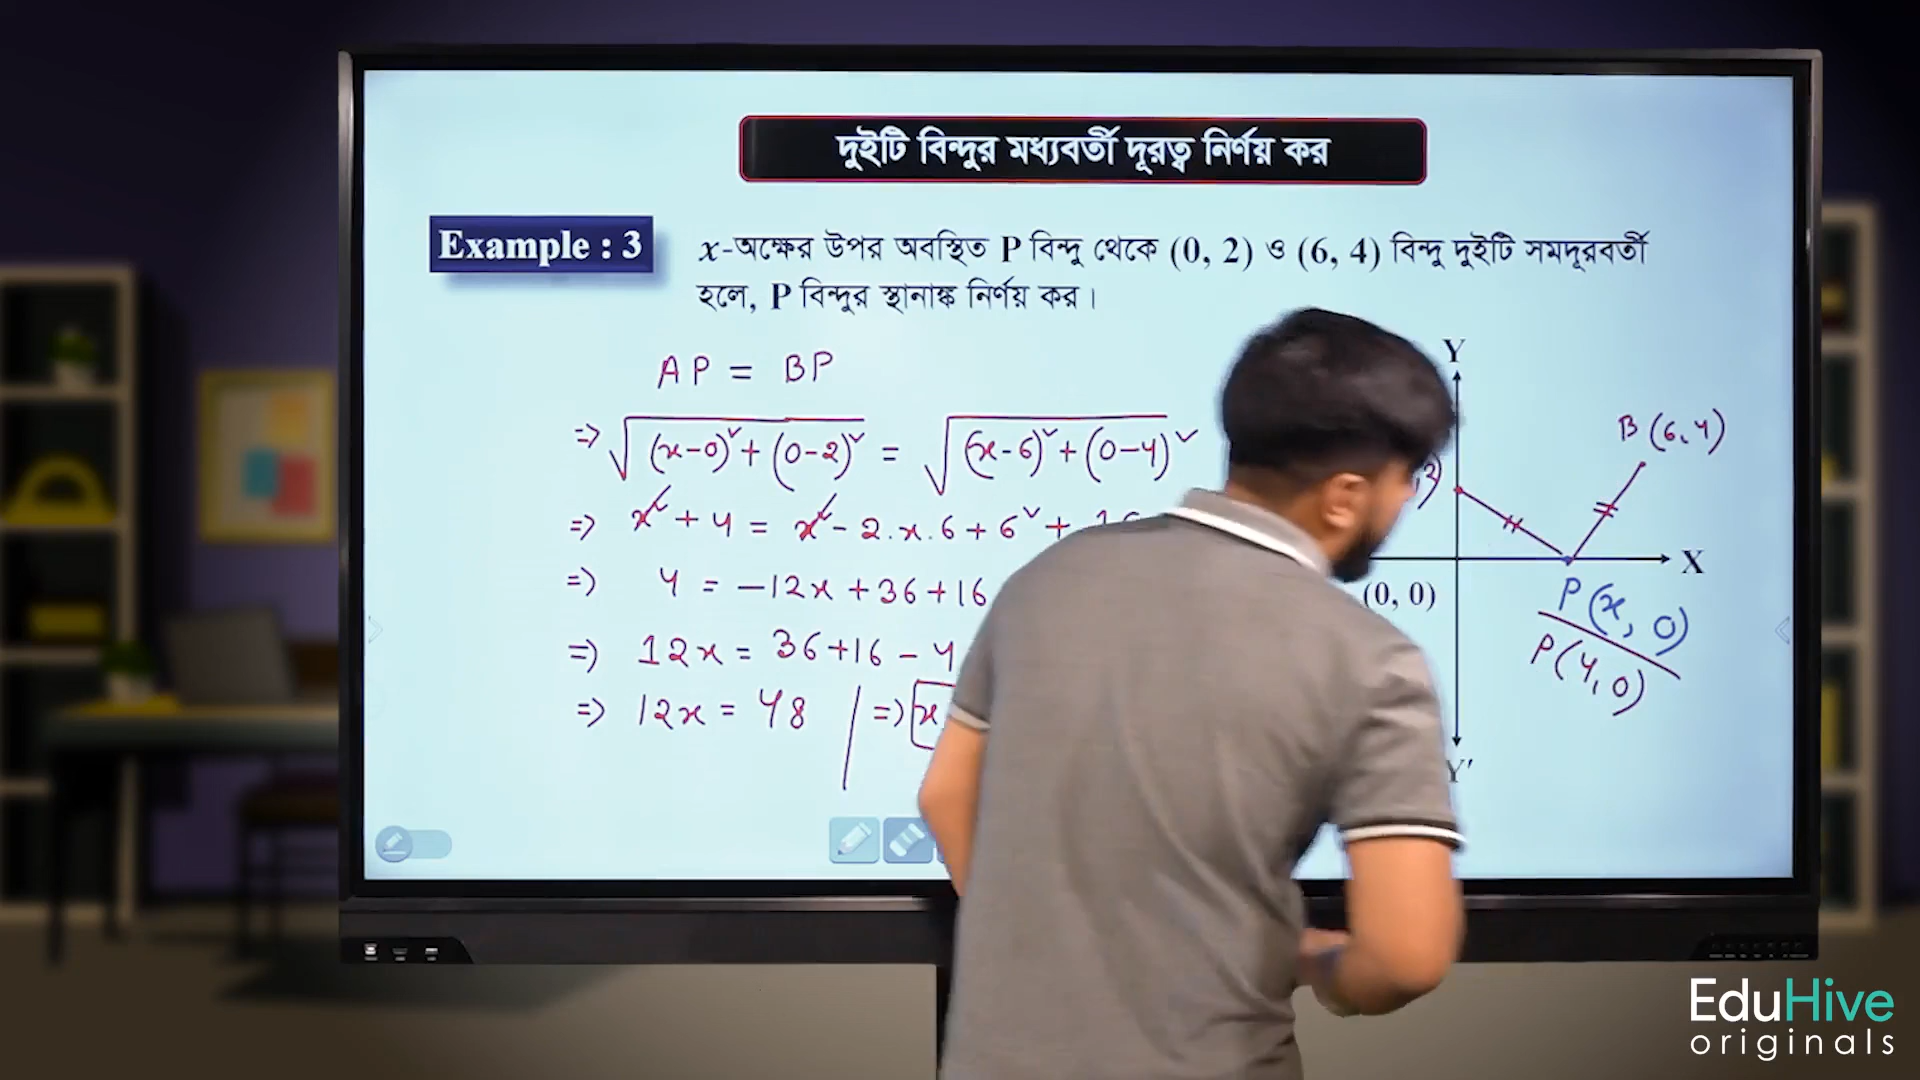 দুইটি বিন্দুর মধ্যবর্তী দূরত্ব নির্ণয় কর
Example : 3
x-অক্ষের উপর অবস্থিত P বিন্দু থেকে (0, 2) ও (6, 4) বিন্দু দুইটি সমদূরবর্তী
হলে, P বিন্দুর স্থানাঙ্ক নির্ণয় কর।
AP = BP
=> √((x-0)² + (0-2)²) = √((x-6)² + (0-4)²)
=> x² + 4 = x² - 2.x.6 + 6² +
=> 4 = -12x + 36 + 16
=> 12x = 36 + 16 - 4
=> 12x = 48 | => x
Y
B (6, 4)
2)
X
(0, 0)
P(x, 0)
P(4, 0)
Y'
EduHive
originals